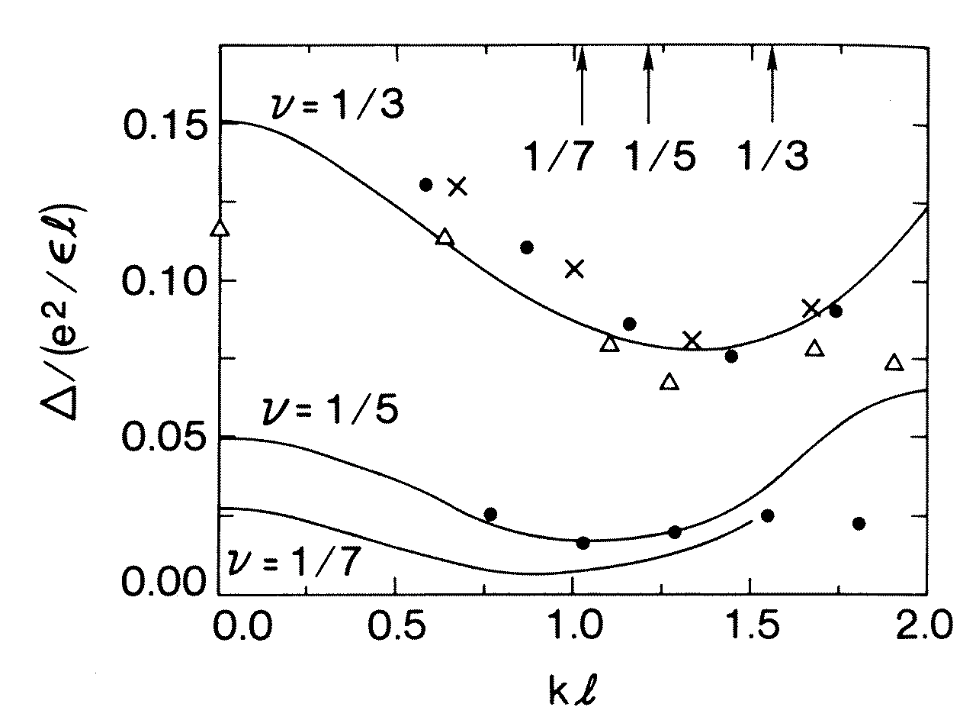 ν = 1/3
1/7 1/5 1/3
0.15
0.10
Δ/(e²/ϵℓ)
ν = 1/5
0.05
ν = 1/7
0.00
0.0 0.5 1.0 1.5 2.0
kℓ